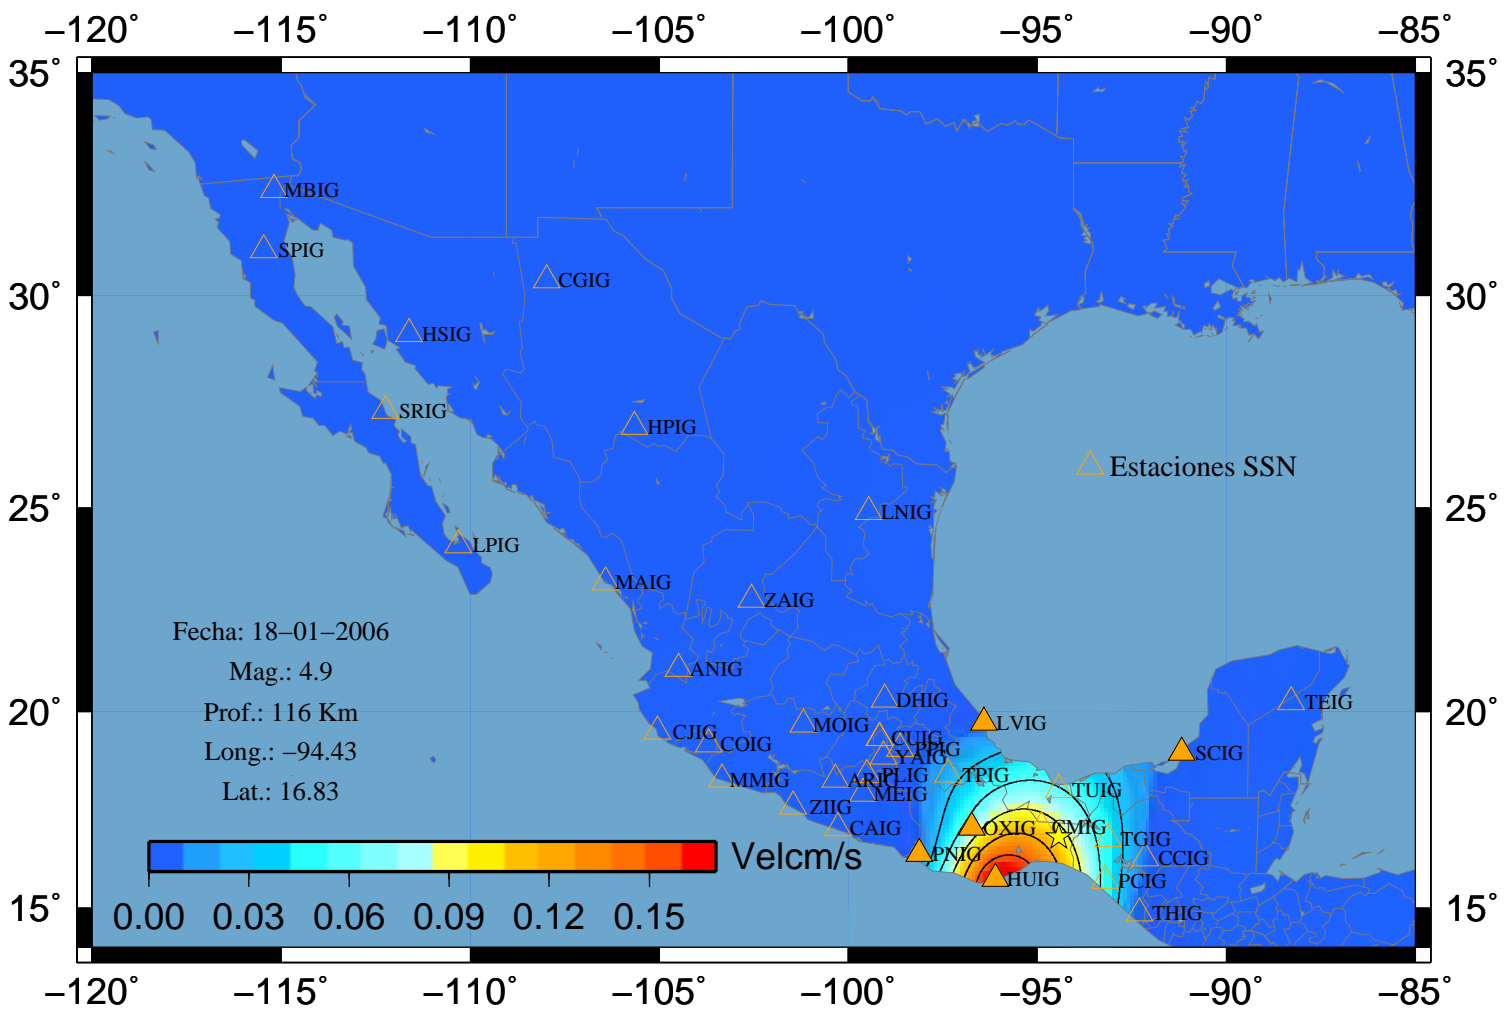 −120° −115° −110° −105° −100° −95° −90° −85°
35° 35°
MBIG
SPIG
CGIG
30° 30°
HSIG
SRIG
HPIG
Estaciones SSN
25° 25°
LNIG
LPIG
MAIG
ZAIG
Fecha: 18−01−2006
Mag.: 4.9
Prof.: 116 Km
Long.: −94.43
Lat.: 16.83
ANIG
DHIG
TEIG
20° 20°
MOIG
LVIG
CJIG
COIG
CUIG
PPIG
YAIG
SCIG
MMIG
ARIG
PLIG
TPIG
MEIG
TUIG
ZIIG
CAIG
OXIG
CMIG
TGIG
PNIG
CCIG
HUIG
PCIG
THIG
Velcm/s
0.00 0.03 0.06 0.09 0.12 0.15
15° 15°
−120° −115° −110° −105° −100° −95° −90° −85°